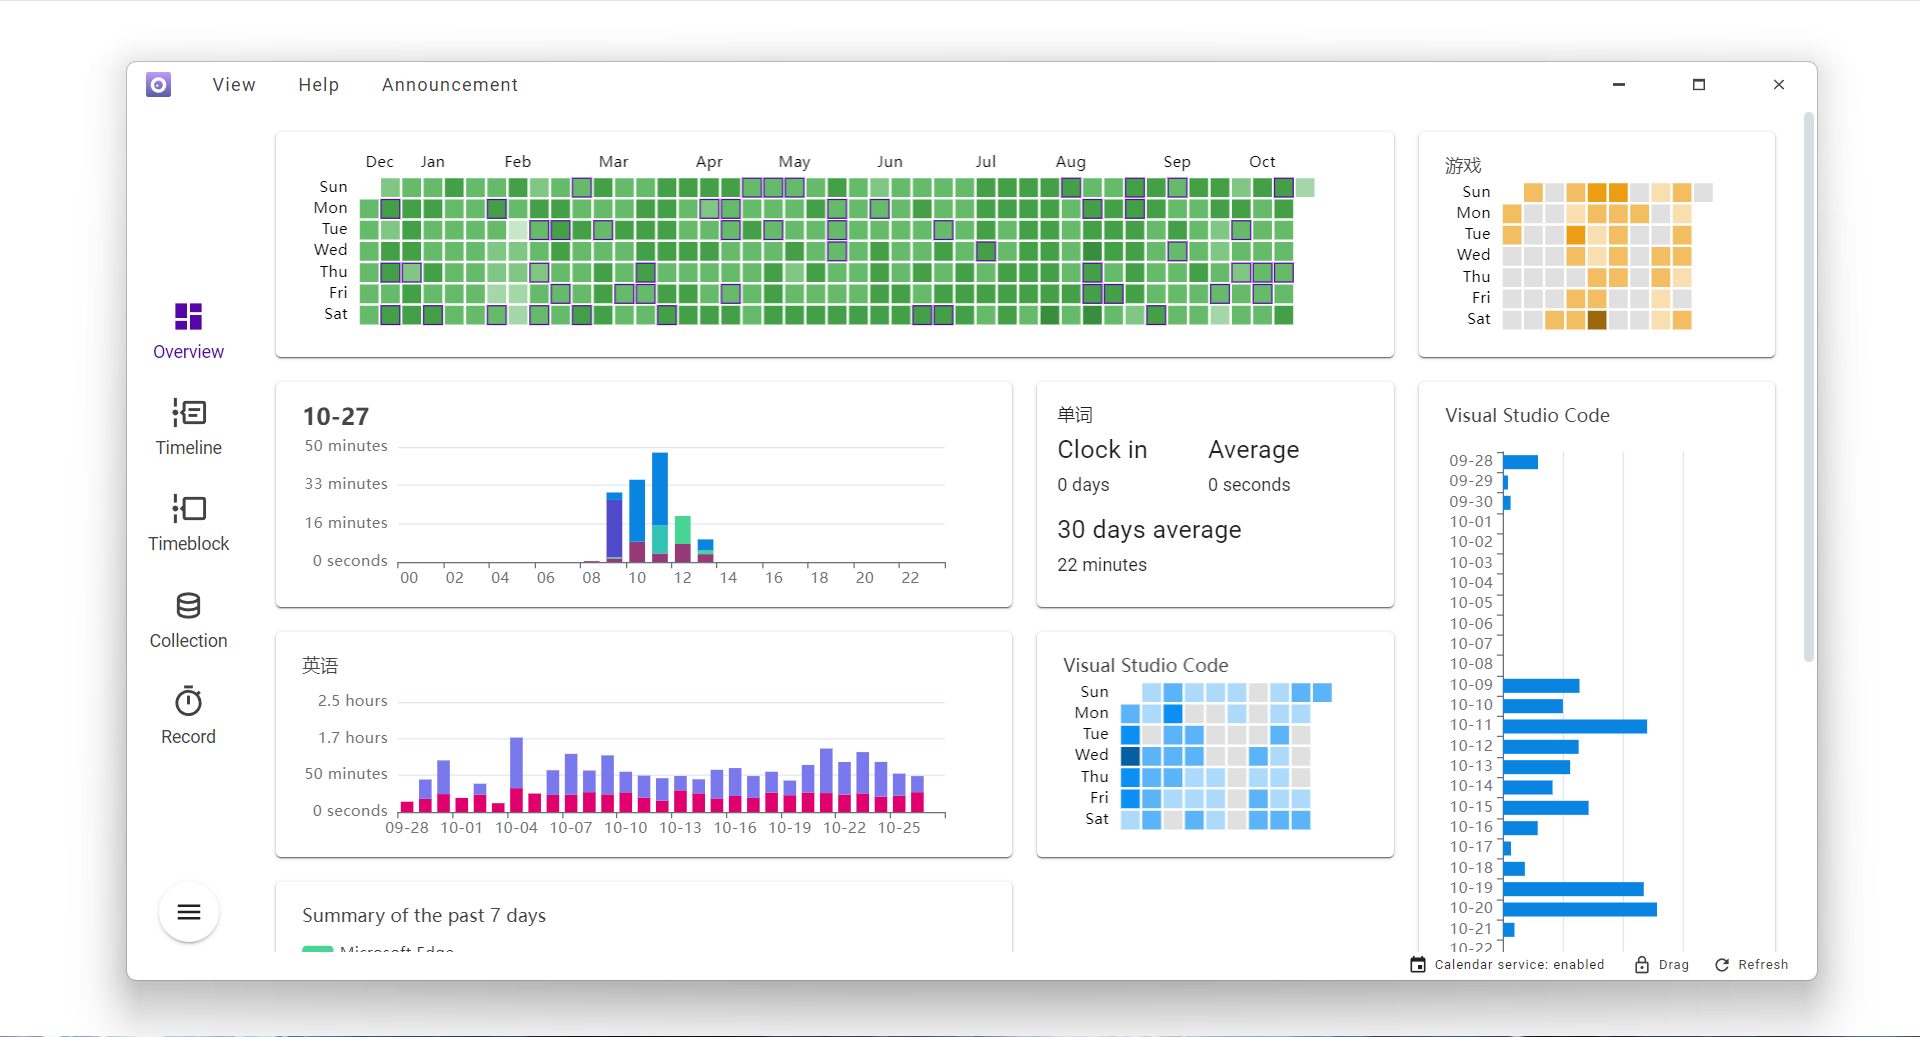 View Help Announcement
Dec Jan Feb Mar Apr May Jun Jul Aug Sep Oct
Sun
Mon
Tue
Wed
Thu
Fri
Sat
游戏
Sun
Mon
Tue
Wed
Thu
Fri
Sat
Overview
Timeline
Timeblock
Collection
Record
10-27
50 minutes
33 minutes
16 minutes
0 seconds
00 02 04 06 08 10 12 14 16 18 20 22
单词
Clock in Average
0 days 0 seconds
30 days average
22 minutes
Visual Studio Code
09-28
09-29
09-30
10-01
10-02
10-03
10-04
10-05
10-06
10-07
10-08
10-09
10-10
10-11
10-12
10-13
10-14
10-15
10-16
10-17
10-18
10-19
10-20
10-21
10-22
英语
2.5 hours
1.7 hours
50 minutes
0 seconds
09-28 10-01 10-04 10-07 10-10 10-13 10-16 10-19 10-22 10-25
Visual Studio Code
Sun
Mon
Tue
Wed
Thu
Fri
Sat
Summary of the past 7 days
Microsoft Edge
Calendar service: enabled Drag Refresh